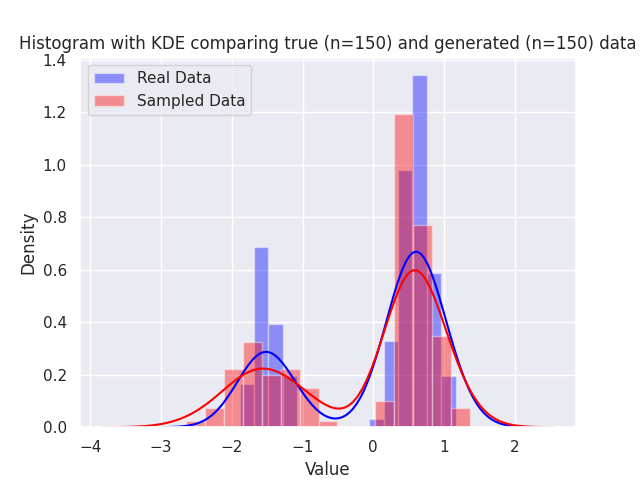 Histogram with KDE comparing true (n=150) and generated (n=150) data
Real Data
Sampled Data
Density
1.4
1.2
1.0
0.8
0.6
0.4
0.2
0.0
−4 −3 −2 −1 0 1 2
Value